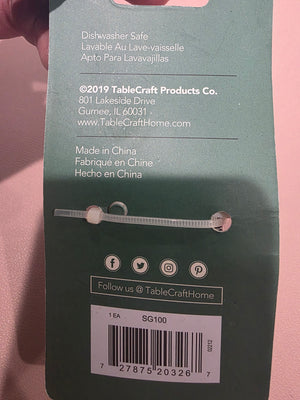 Dishwasher Safe
Lavable Au Lave-vaisselle
Apto Para Lavavajillas
©2019 TableCraft Products Co.
801 Lakeside Drive
Gurnee, IL 60031
www.TableCraftHome.com
Made in China
Fabriqué en Chine
Hecho en China
Follow us @ TableCraftHome
1 EA SG100
0212
7 27875 20326 7